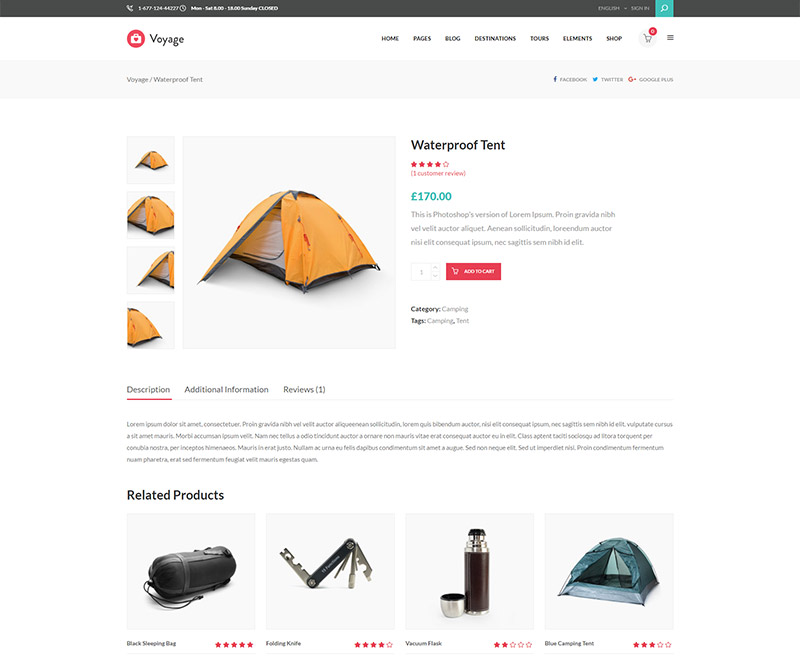 1-677-124-44227 Mon - Sat 8.00 - 18.00 Sunday CLOSED
ENGLISH SIGN IN
Voyage
HOME PAGES BLOG DESTINATIONS TOURS ELEMENTS SHOP
0
Voyage / Waterproof Tent
FACEBOOK TWITTER GOOGLE PLUS
Waterproof Tent
(1 customer review)
£170.00
This is Photoshop's version of Lorem Ipsum. Proin gravida nibh
vel velit auctor aliquet. Aenean sollicitudin, loreendum auctor
nisi elit consequat ipsum, nec sagittis sem nibh id elit.
1
ADD TO CART
Category: Camping
Tags: Camping, Tent
Description Additional Information Reviews (1)
Lorem ipsum dolor sit amet, consectetuer. Proin gravida nibh vel velit auctor aliqueenean sollicitudin, lorem quis bibendum auctor, nisi elit consequat ipsum, nec sagittis sem nibh id elit. vulputate cursus
a sit amet mauris. Morbi accumsan ipsum velit. Nam nec tellus a odio tincidunt auctor a ornare non mauris vitae erat consequat auctor eu in elit. Class aptent taciti sociosqu ad litora torquent per
conubia nostra, per inceptos himenaeos. Mauris in erat justo. Nullam ac urna eu felis dapibus condimentum sit amet a augue. Sed non neque elit. Sed ut imperdiet nisi. Proin condimentum fermentum
nuam pharetra, erat sed fermentum feugiat velit mauris egestas quam.
Related Products
Black Sleeping Bag
Folding Knife
Vacuum Flask
Blue Camping Tent